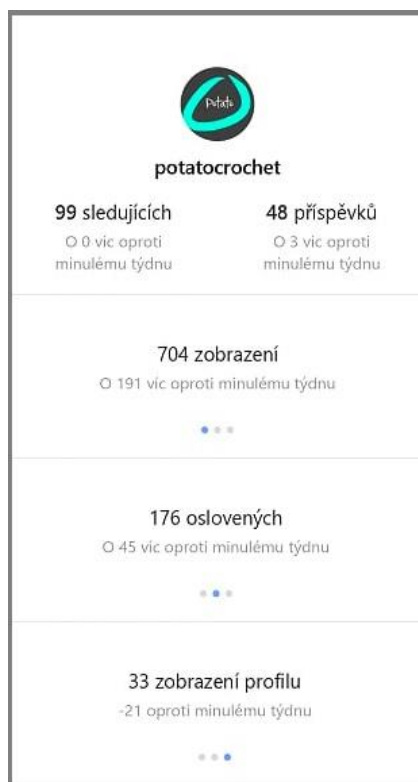 Potato
potatocrochet
99 sledujících
O 0 víc oproti
minulému týdnu
48 příspěvků
O 3 víc oproti
minulému týdnu
704 zobrazení
O 191 víc oproti minulému týdnu
176 oslovených
O 45 víc oproti minulému týdnu
33 zobrazení profilu
-21 oproti minulému týdnu